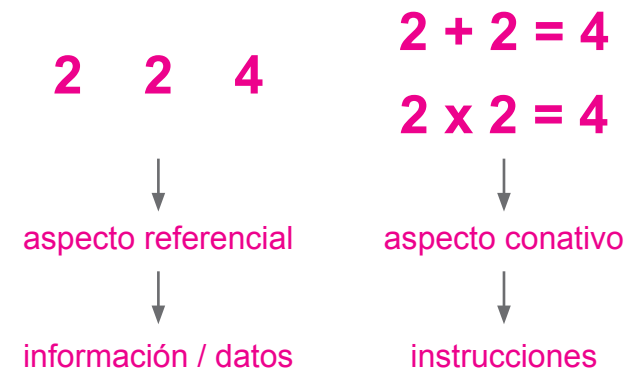 2 2 4
2 + 2 = 4
2 x 2 = 4
aspecto referencial
aspecto conativo
información / datos
instrucciones